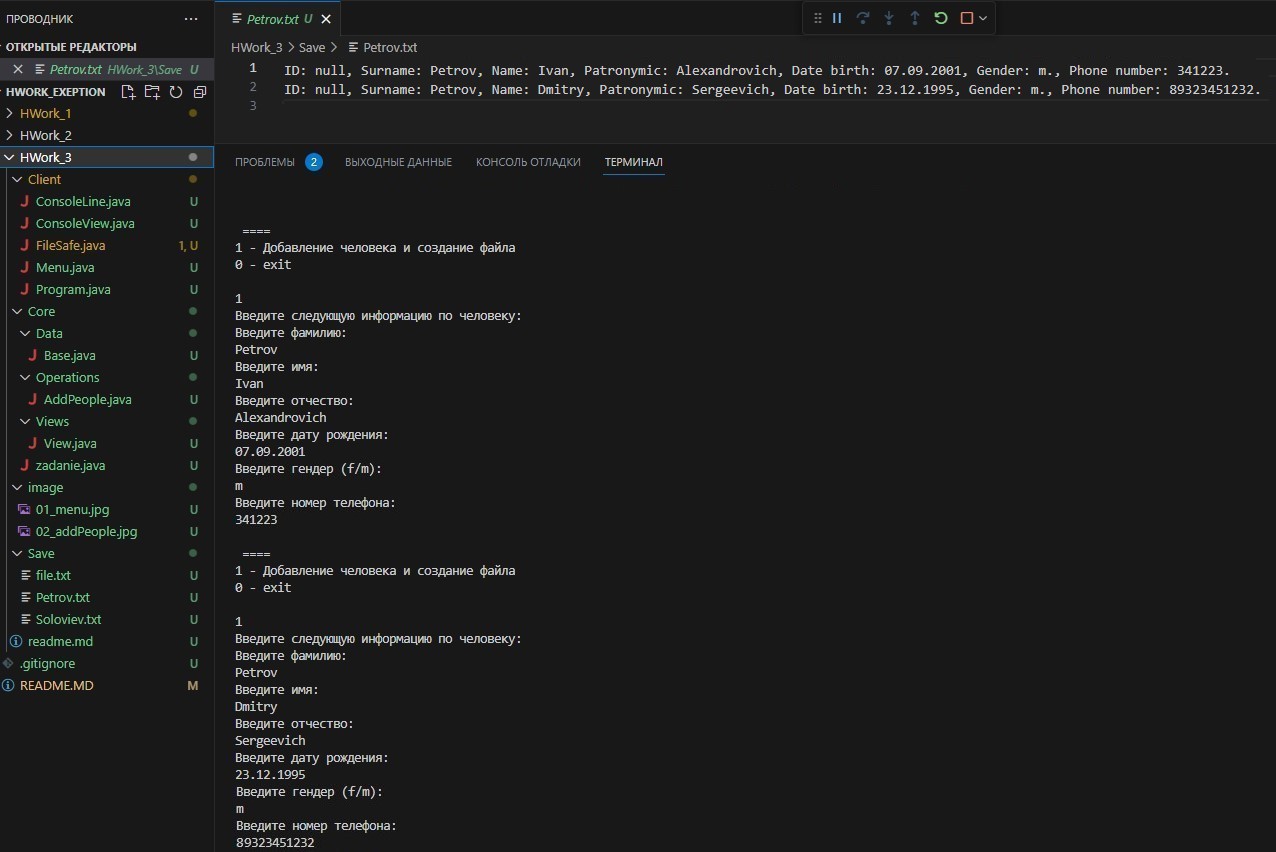 ПРОВОДНИК
ОТКРЫТЫЕ РЕДАКТОРЫ
Petrov.txt HWork_3\Save U
HWORK_EXEPTION
HWork_1
HWork_2
HWork_3
Client
ConsoleLine.java U
ConsoleView.java U
FileSafe.java 1, U
Menu.java U
Program.java U
Core
Data
Base.java U
Operations
AddPeople.java U
Views
View.java U
zadanie.java U
image
01_menu.jpg U
02_addPeople.jpg U
Save
file.txt U
Petrov.txt U
Soloviev.txt U
readme.md U
.gitignore U
README.MD M
Petrov.txt U
HWork_3 > Save > Petrov.txt
1 ID: null, Surname: Petrov, Name: Ivan, Patronymic: Alexandrovich, Date birth: 07.09.2001, Gender: m., Phone number: 341223.
2 ID: null, Surname: Petrov, Name: Dmitry, Patronymic: Sergeevich, Date birth: 23.12.1995, Gender: m., Phone number: 89323451232.
3
ПРОБЛЕМЫ 2 ВЫХОДНЫЕ ДАННЫЕ КОНСОЛЬ ОТЛАДКИ ТЕРМИНАЛ
====
1 - Добавление человека и создание файла
0 - exit
1
Введите следующую информацию по человеку:
Введите фамилию:
Petrov
Введите имя:
Ivan
Введите отчество:
Alexandrovich
Введите дату рождения:
07.09.2001
Введите гендер (f/m):
m
Введите номер телефона:
341223
====
1 - Добавление человека и создание файла
0 - exit
1
Введите следующую информацию по человеку:
Введите фамилию:
Petrov
Введите имя:
Dmitry
Введите отчество:
Sergeevich
Введите дату рождения:
23.12.1995
Введите гендер (f/m):
m
Введите номер телефона:
89323451232